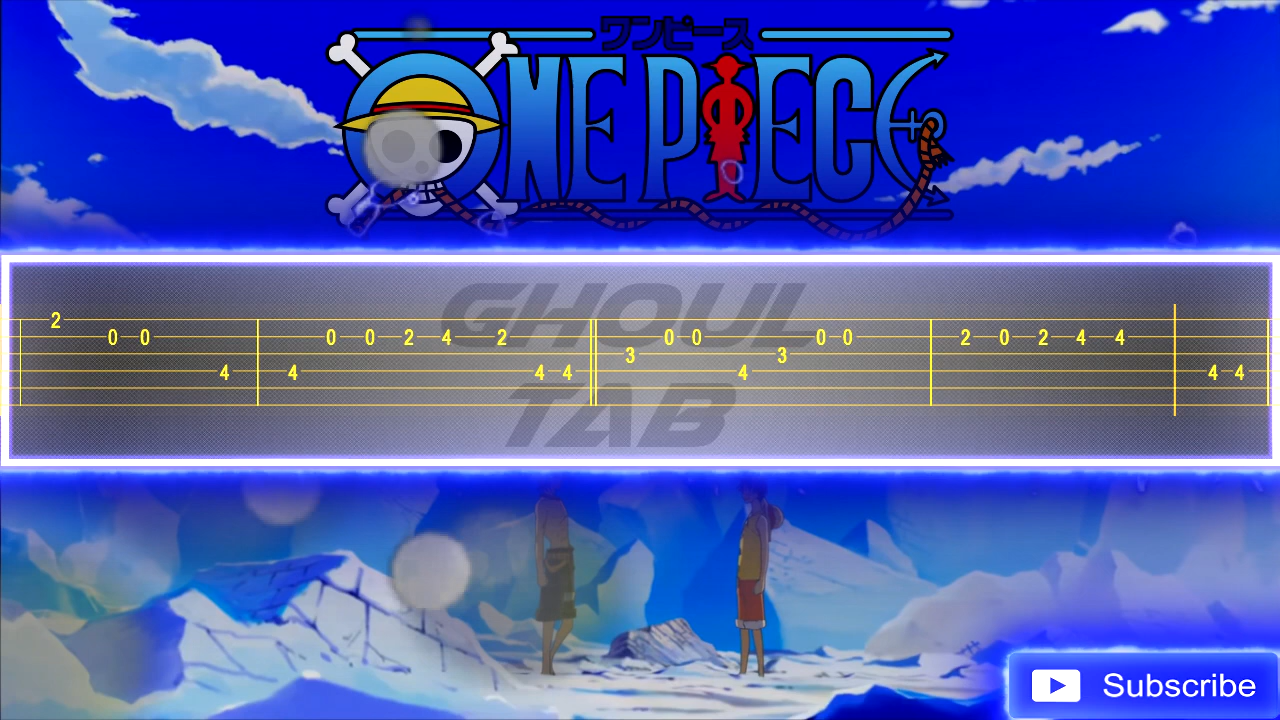 ワンピース
ONE PIECE
GHOUL
TAB
2
0 0 0 0 2 4 2 0 0 0 0 2 0 2 4 4
3 3
4 4 4 4 4 4 4
Subscribe